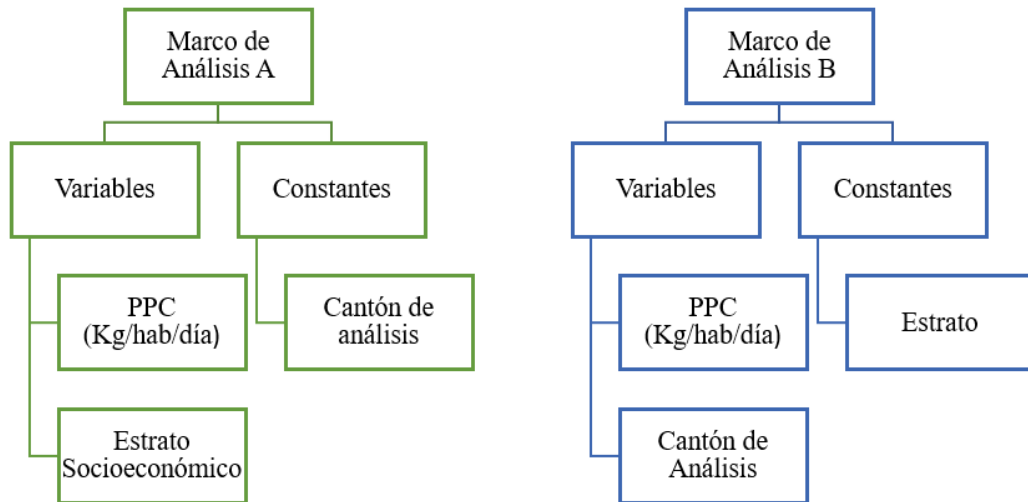 Marco de
Análisis A
Variables
Constantes
PPC
(Kg/hab/día)
Cantón de
análisis
Estrato
Socioeconómico
Marco de
Análisis B
Variables
Constantes
PPC
(Kg/hab/día)
Estrato
Cantón de
Análisis